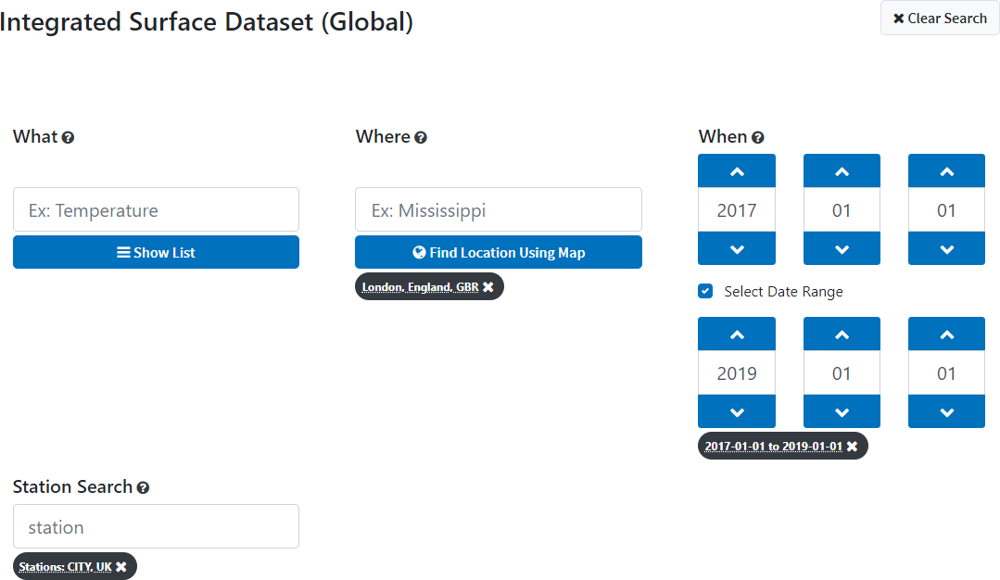 Integrated Surface Dataset (Global)
Clear Search
What
Ex: Temperature
Show List
Where
Ex: Mississippi
Find Location Using Map
London, England, GBR
When
2017 01 01
Select Date Range
2019 01 01
2017-01-01 to 2019-01-01
Station Search
station
Stations: CITY, UK